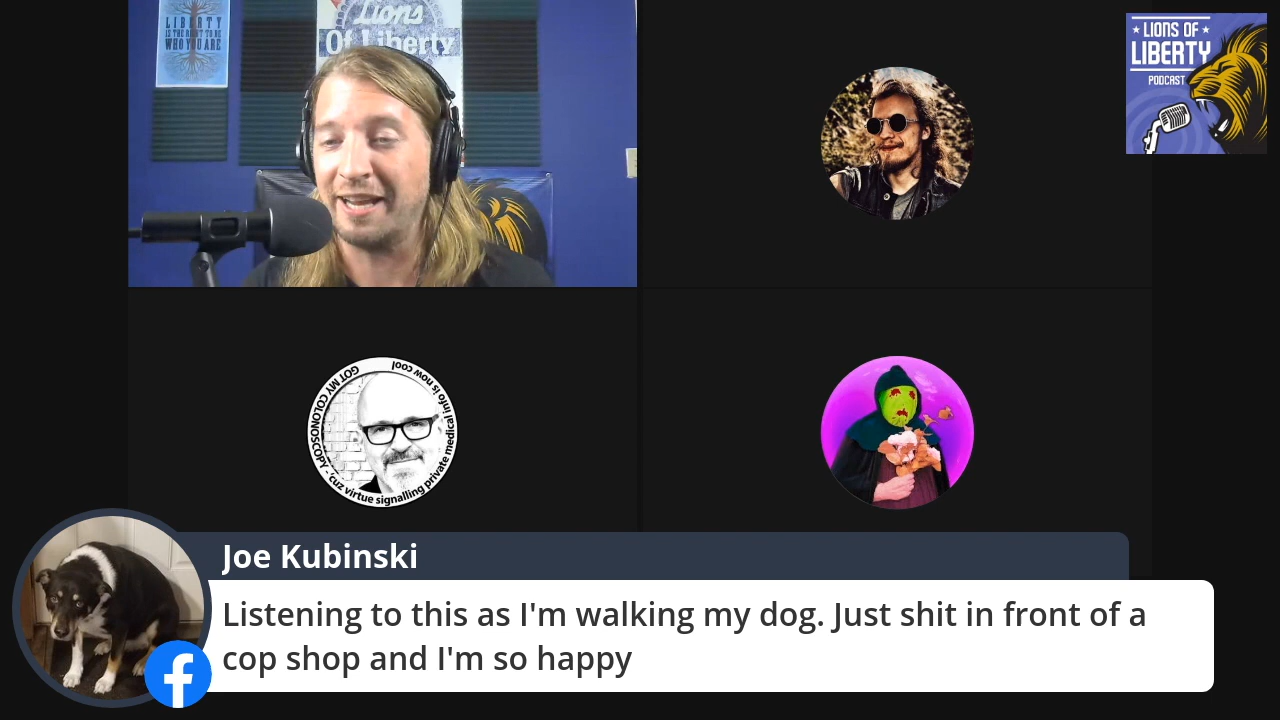 LIBERTY
IS THE RIGHT TO BE
WHO YOU ARE
Lions
Of Liberty
LIONS OF
LIBERTY
PODCAST
GOT MY COLONOSCOPY - 'cuz virtue signalling private medical info is now cool
Joe Kubinski
Listening to this as I'm walking my dog. Just shit in front of a
cop shop and I'm so happy